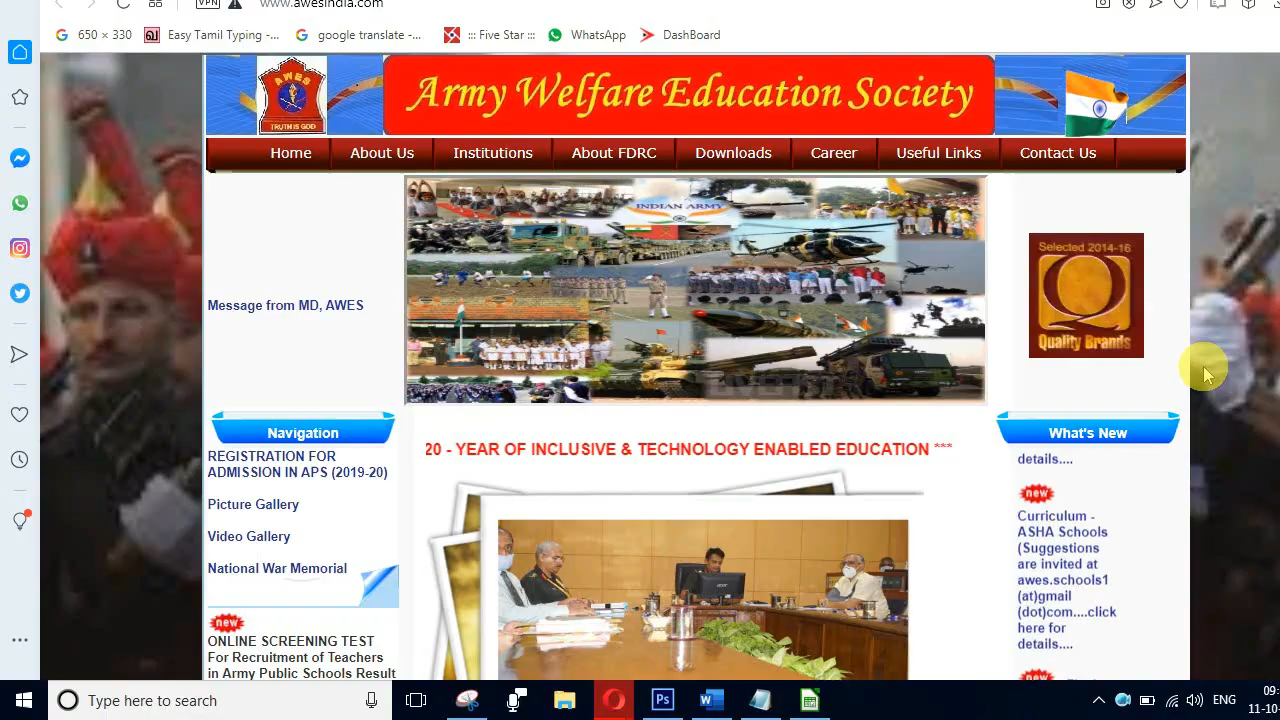 VPN
www.awesindia.com
650 × 330
Easy Tamil Typing -...
google translate -...
::: Five Star :::
WhatsApp
DashBoard
AWES
TRUTH IS GOD
Army Welfare Education Society
Home
About Us
Institutions
About FDRC
Downloads
Career
Useful Links
Contact Us
INDIAN ARMY
Selected 2014-16
Q
Quality Brands
Message from MD, AWES
Navigation
REGISTRATION FOR
ADMISSION IN APS (2019-20)
Picture Gallery
Video Gallery
National War Memorial
new
ONLINE SCREENING TEST
For Recruitment of Teachers
in Army Public Schools Result
20 - YEAR OF INCLUSIVE & TECHNOLOGY ENABLED EDUCATION ***
What's New
details....
new
Curriculum -
ASHA Schools
(Suggestions
are invited at
awes.schools1
(at)gmail
(dot)com....click
here for
details....
Type here to search
Ps
ENG
09:
11-10-